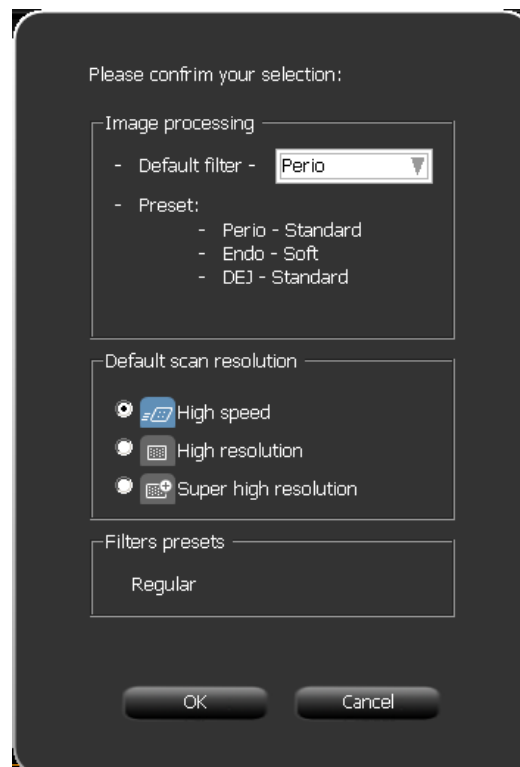 Please confrim your selection:
Image processing
- Default filter - Perio
- Preset:
- Perio - Standard
- Endo - Soft
- DEJ - Standard
Default scan resolution
High speed
High resolution
Super high resolution
Filters presets
Regular
OK Cancel